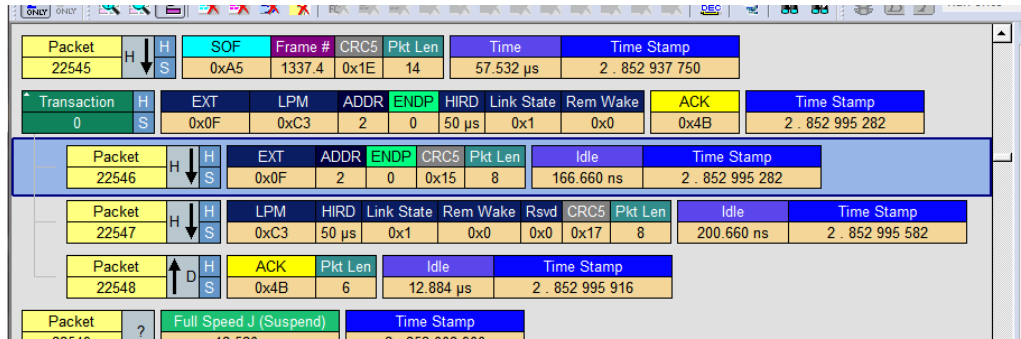 ONLY ONLY DEC
Packet H H SOF Frame # CRC5 Pkt Len Time Time Stamp
22545 S 0xA5 1337.4 0x1E 14 57.532 µs 2 . 852 937 750
Transaction H EXT LPM ADDR ENDP HIRD Link State Rem Wake ACK Time Stamp
0 S 0x0F 0xC3 2 0 50 µs 0x1 0x0 0x4B 2 . 852 995 282
Packet H H EXT ADDR ENDP CRC5 Pkt Len Idle Time Stamp
22546 S 0x0F 2 0 0x15 8 166.660 ns 2 . 852 995 282
Packet H H LPM HIRD Link State Rem Wake Rsvd CRC5 Pkt Len Idle Time Stamp
22547 S 0xC3 50 µs 0x1 0x0 0x0 0x17 8 200.660 ns 2 . 852 995 582
Packet D H ACK Pkt Len Idle Time Stamp
22548 S 0x4B 6 12.884 µs 2 . 852 995 916
Packet ? Full Speed J (Suspend) Time Stamp